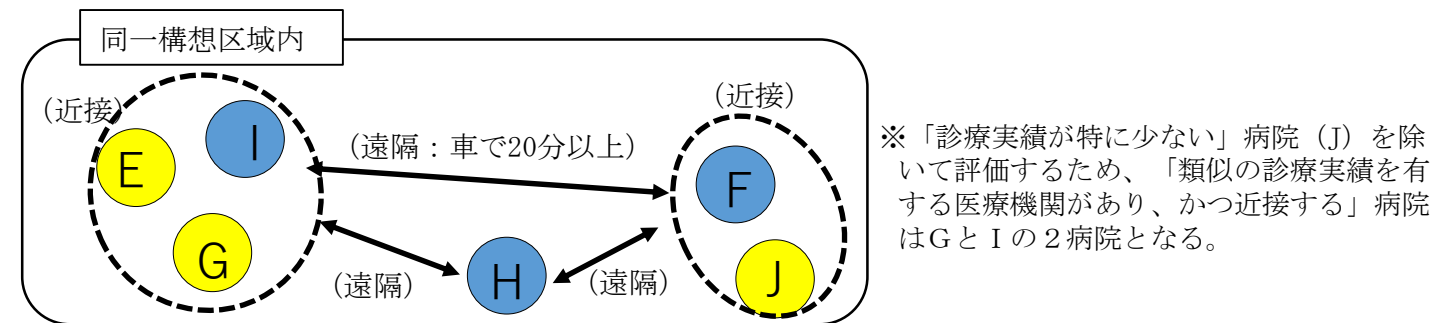 同一構想区域内
(近接)
I
E
G
(遠隔：車で20分以上)
(近接)
F
J
(遠隔)
H
(遠隔)
※「診療実績が特に少ない」病院（J）を除
いて評価するため、「類似の診療実績を有
する医療機関があり、かつ近接する」病院
はＧとＩの２病院となる。